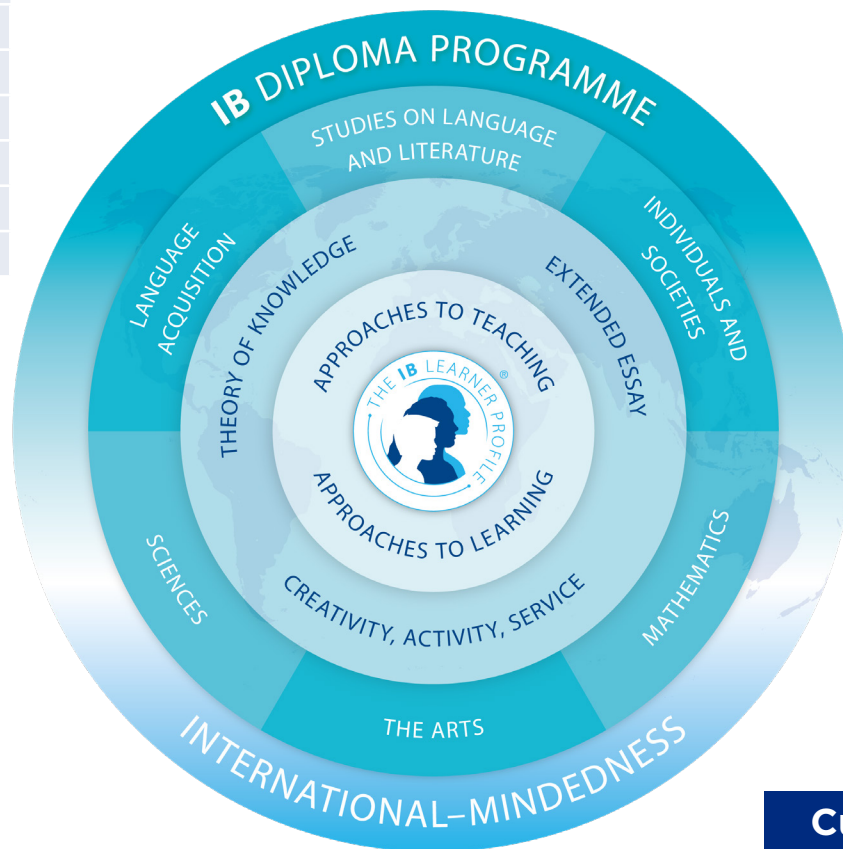 IB DIPLOMA PROGRAMME
STUDIES ON LANGUAGE
AND LITERATURE
LANGUAGE
ACQUISITION
INDIVIDUALS AND
SOCIETIES
THEORY OF KNOWLEDGE
EXTENDED ESSAY
APPROACHES TO TEACHING
THE IB LEARNER PROFILE ®
APPROACHES TO LEARNING
CREATIVITY, ACTIVITY, SERVICE
SCIENCES
MATHEMATICS
THE ARTS
INTERNATIONAL–MINDEDNESS